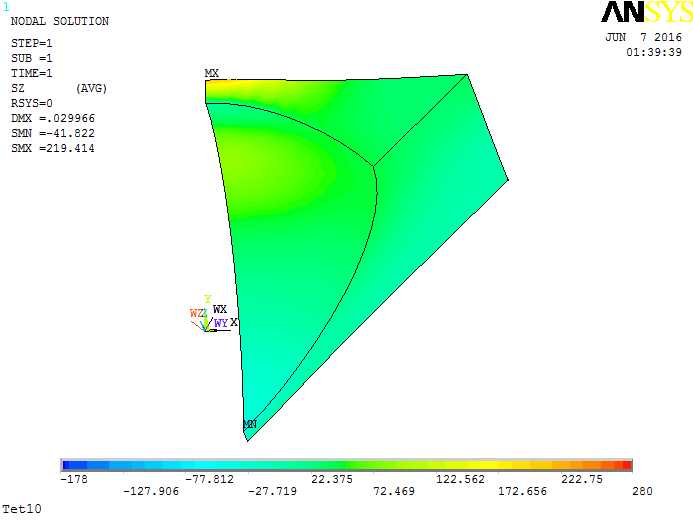 1
ANSYS
NODAL SOLUTION
JUN 7 2016
01:39:39
STEP=1
SUB =1
TIME=1
SZ (AVG)
RSYS=0
DMX =.029966
SMN =-41.822
SMX =219.414
MX
Y
WX
WZ
Z
WY X
MN
-178 -77.812 22.375 122.562 222.75
-127.906 -27.719 72.469 172.656 280
Tet10